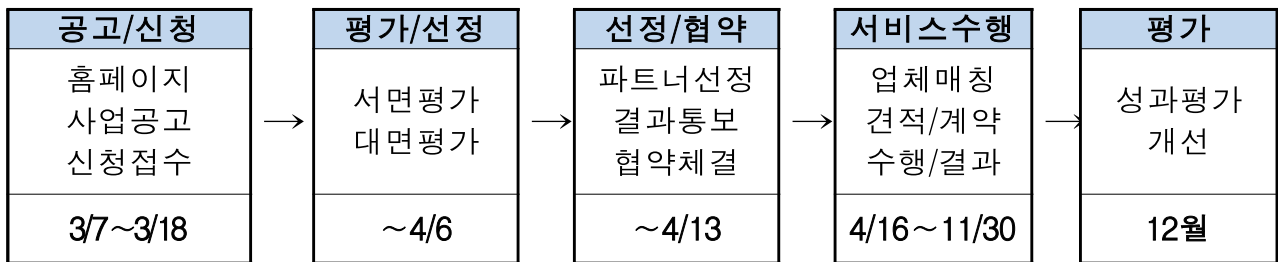 공고/신청
홈페이지
사업공고
신청접수
3/7～3/18
→
평가/선정
서면평가
대면평가
～4/6
→
선정/협약
파트너선정
결과통보
협약체결
～4/13
→
서비스수행
업체매칭
견적/계약
수행/결과
4/16～11/30
→
평가
성과평가
개선
12월